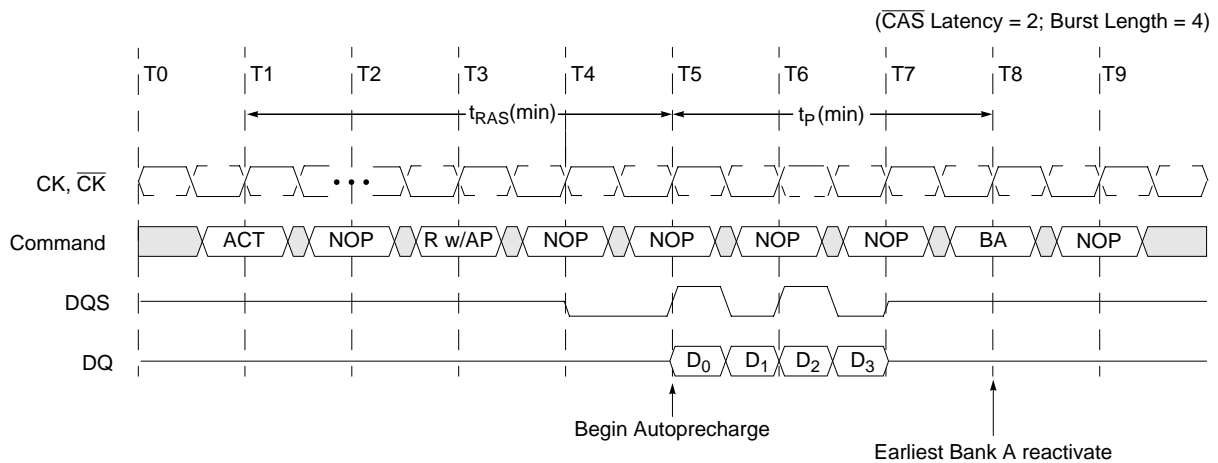 (C̅A̅S̅ Latency = 2; Burst Length = 4)
T0 T1 T2 T3 T4 T5 T6 T7 T8 T9
tRAS(min) tP(min)
CK, C̅K̅
Command ACT NOP R w/AP NOP NOP NOP NOP BA NOP
DQS
DQ D0 D1 D2 D3
Begin Autoprecharge
Earliest Bank A reactivate